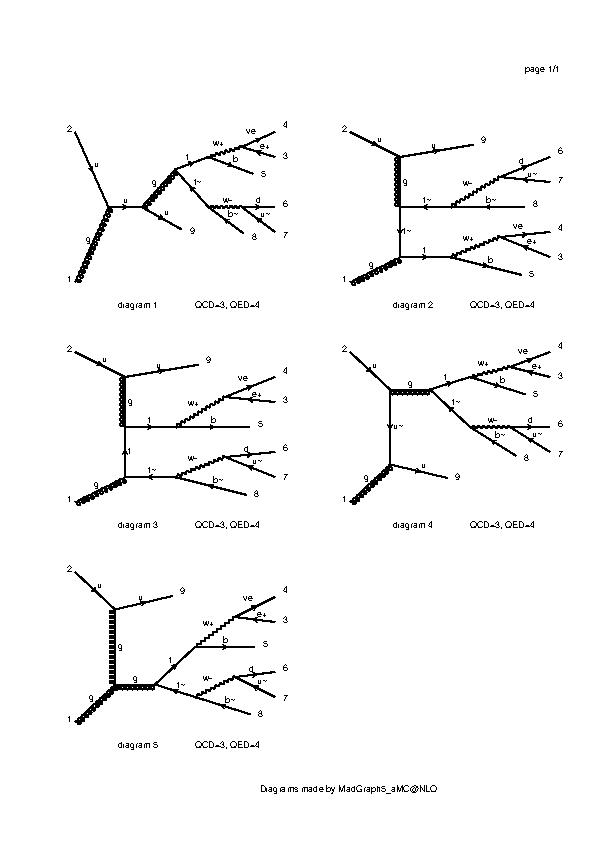 page 1/1
2 u g 1 u g u 9 t w+ ve 4 e+ 3 b 5 t~ w- d 6 u~ 7 b~ 8
diagram 1 QCD=3, QED=4
2 u u 9 g t~ w- d 6 u~ 7 b~ 8 t~ g 1 t w+ ve 4 e+ 3 b 5
diagram 2 QCD=3, QED=4
2 u u 9 g t w+ ve 4 e+ 3 b 5 t g 1 t~ w- d 6 u~ 7 b~ 8
diagram 3 QCD=3, QED=4
2 u g t w+ ve 4 e+ 3 b 5 t~ w- d 6 u~ 7 b~ 8 u~ g 1 u 9
diagram 4 QCD=3, QED=4
2 u u 9 g g 1 g t w+ ve 4 e+ 3 b 5 t~ w- d 6 u~ 7 b~ 8
diagram 5 QCD=3, QED=4
Diagrams made by MadGraph5_aMC@NLO